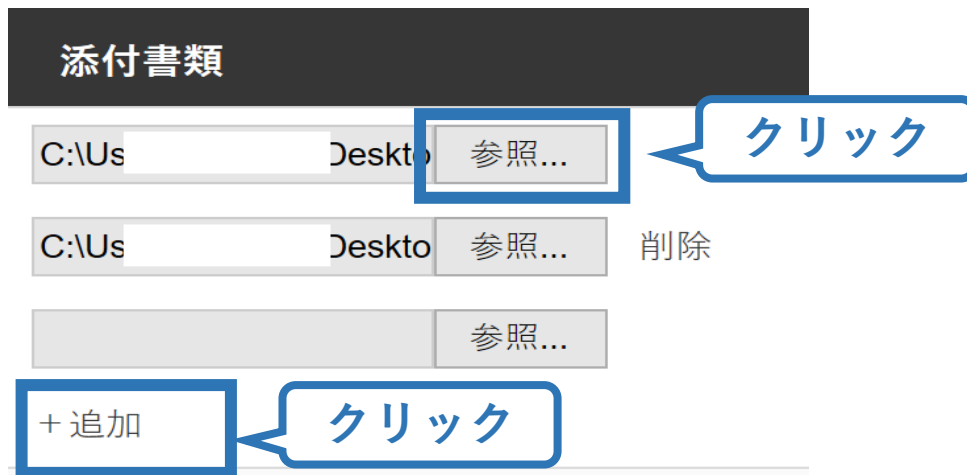 添付書類
C:\Us Deskto 参照... クリック
C:\Us Deskto 参照... 削除
参照...
＋追加 クリック